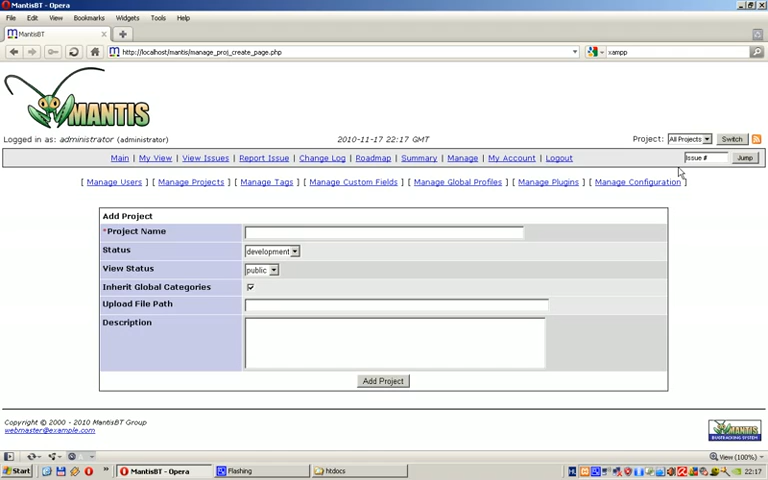 MantisBT - Opera
File Edit View Bookmarks Widgets Tools Help
MantisBT
http://localhost/mantis/manage_proj_create_page.php
xampp
MANTIS
Logged in as: administrator (administrator)
2010-11-17 22:17 GMT
Project: All Projects Switch
Main | My View | View Issues | Report Issue | Change Log | Roadmap | Summary | Manage | My Account | Logout
Issue # Jump
[ Manage Users ] [ Manage Projects ] [ Manage Tags ] [ Manage Custom Fields ] [ Manage Global Profiles ] [ Manage Plugins ] [ Manage Configuration ]
Add Project
*Project Name
Status development
View Status public
Inherit Global Categories
Upload File Path
Description
Add Project
Copyright © 2000 - 2010 MantisBT Group
webmaster@example.com
MANTIS
BUGTRACKING SYSTEM
View (100%)
Start
MantisBT - Opera
Flashing
htdocs
22:17